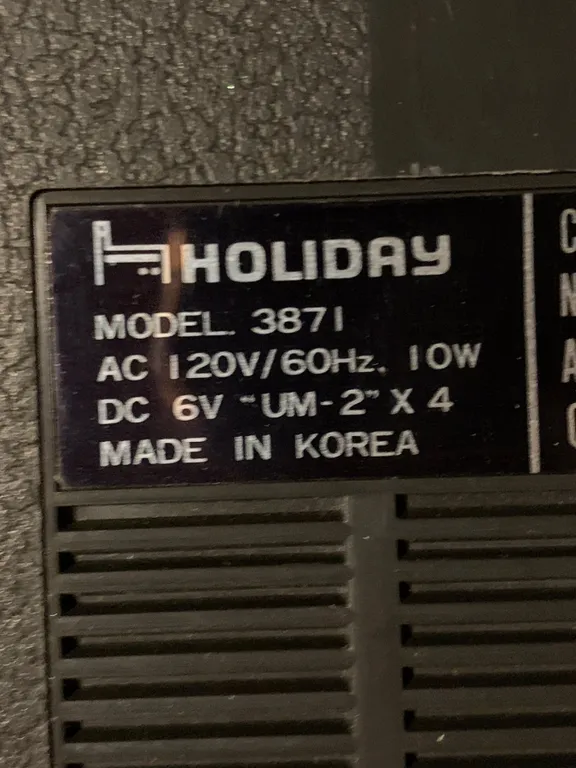 HOLIDAY
MODEL. 3871
AC 120V/60Hz, 10W
DC 6V "UM-2" X 4
MADE IN KOREA